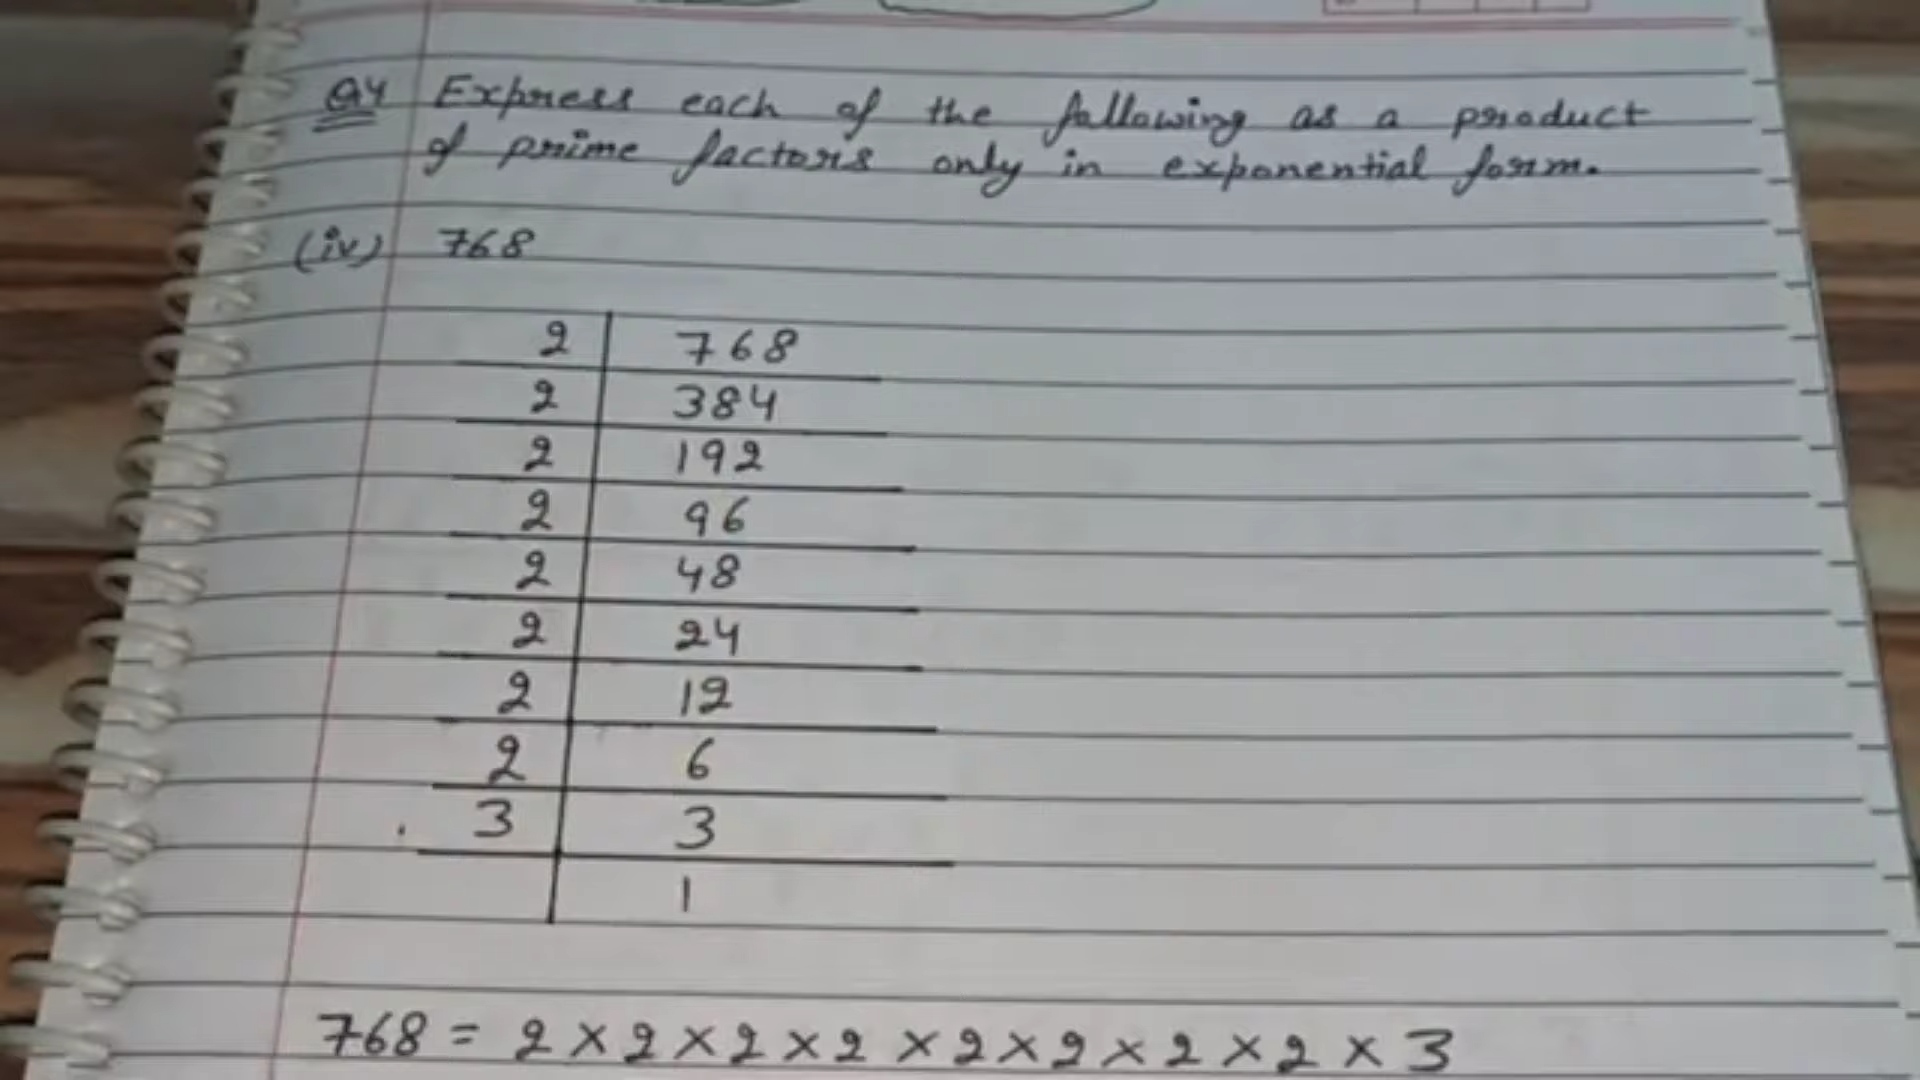 Q4 Express each of the following as a product
of prime factors only in exponential form.
(iv) 768
2 768
2 384
2 192
2 96
2 48
2 24
2 12
2 6
3 3
1
768 = 2 × 2 × 2 × 2 × 2 × 2 × 2 × 2 × 3